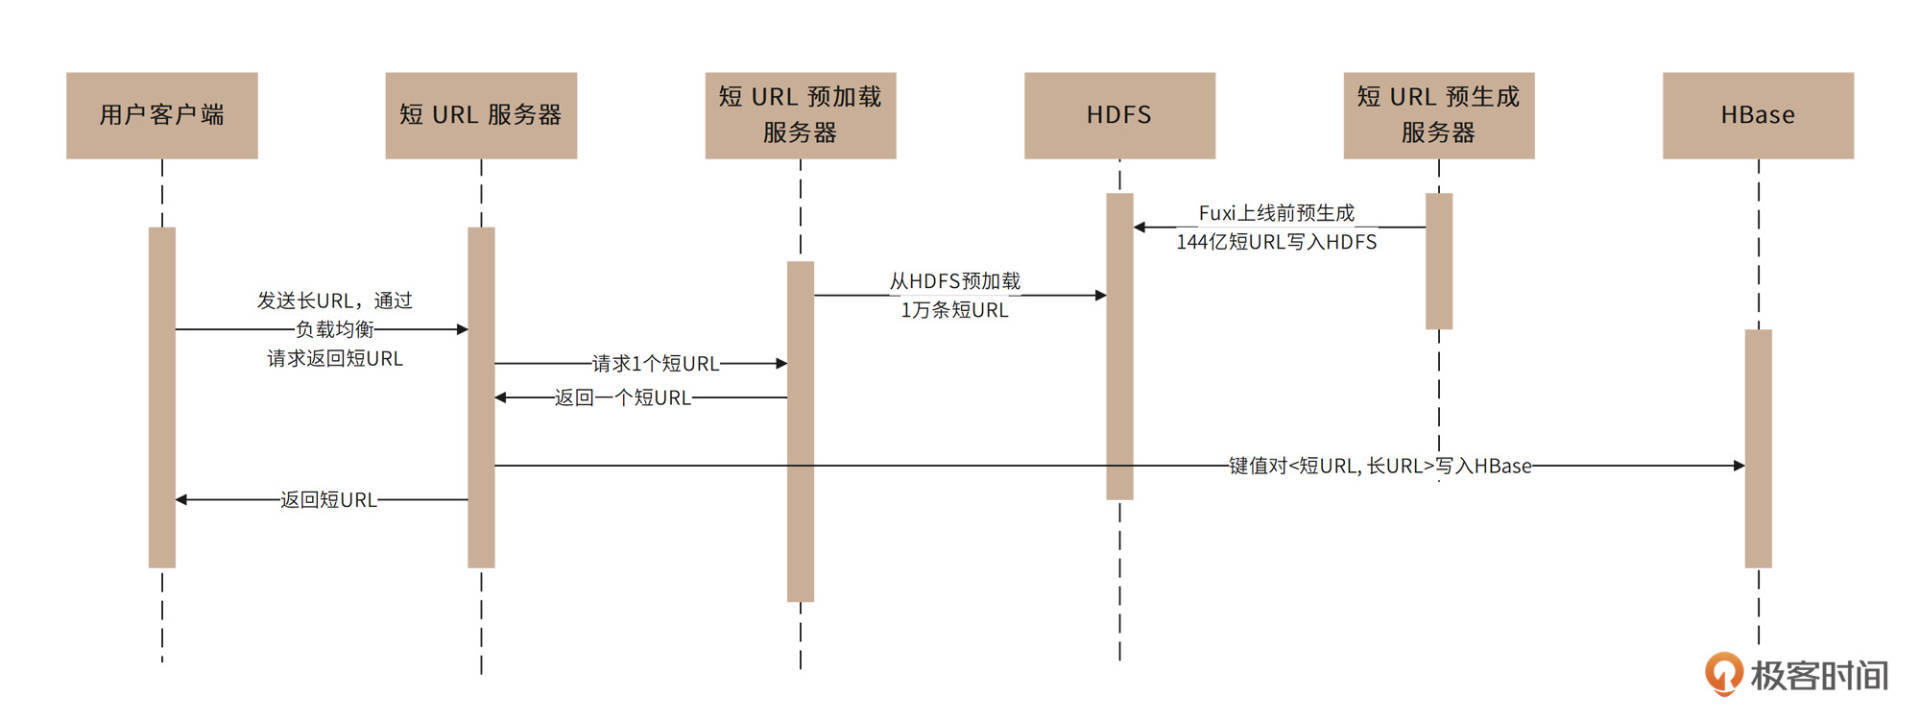 用户客户端
短 URL 服务器
短 URL 预加载
服务器
HDFS
短 URL 预生成
服务器
HBase
Fuxi上线前预生成
144亿短URL写入HDFS
从HDFS预加载
1万条短URL
发送长URL，通过
负载均衡
请求返回短URL
请求1个短URL
返回一个短URL
键值对<短URL, 长URL>写入HBase
返回短URL
极客时间